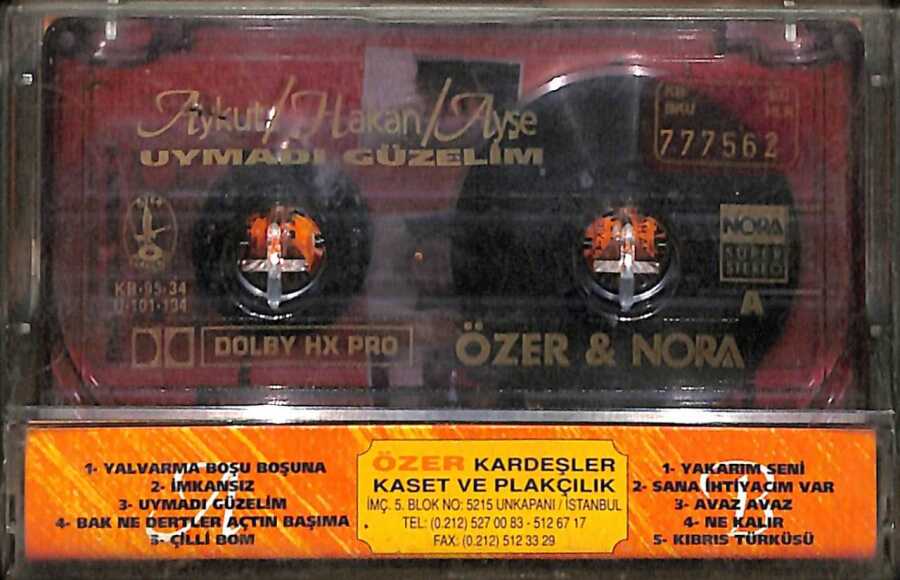 Aykut/Hakan/Ayşe
UYMADI GÜZELİM
777562
NORA
SUPER
STEREO
A
KB-95-34
U-101-134
DOLBY HX PRO
ÖZER & NORA
A
1- YALVARMA BOŞU BOŞUNA
2- İMKANSIZ
3- UYMADI GÜZELİM
4- BAK NE DERTLER AÇTIN BAŞIMA
5- ÇİLLİ BOM
ÖZER KARDEŞLER
KASET VE PLAKÇILIK
İMÇ. 5. BLOK NO: 5215 UNKAPANI / İSTANBUL
TEL: (0.212) 527 00 83 - 512 67 17
FAX: (0.212) 512 33 29
B
1- YAKARIM SENİ
2- SANA İHTİYACIM VAR
3- AVAZ AVAZ
4- NE KALIR
5- KIBRIS TÜRKÜSÜ